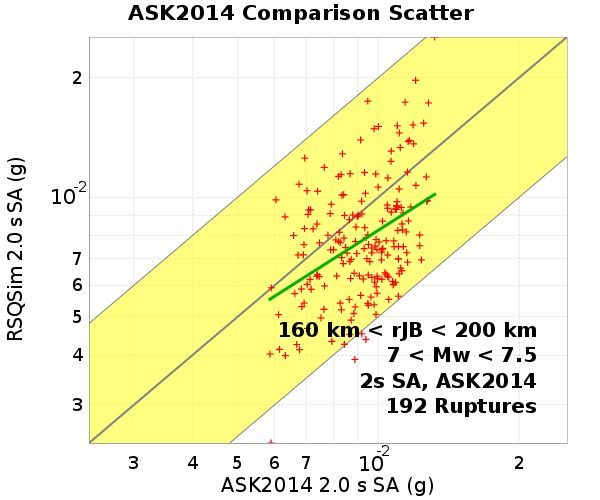 ASK2014 Comparison Scatter
RSQSim 2.0 s SA (g)
2
10-2
7
6
5
4
3
160 km < rJB < 200 km
7 < Mw < 7.5
2s SA, ASK2014
192 Ruptures
3 4 5 6 7 10-2 2
ASK2014 2.0 s SA (g)